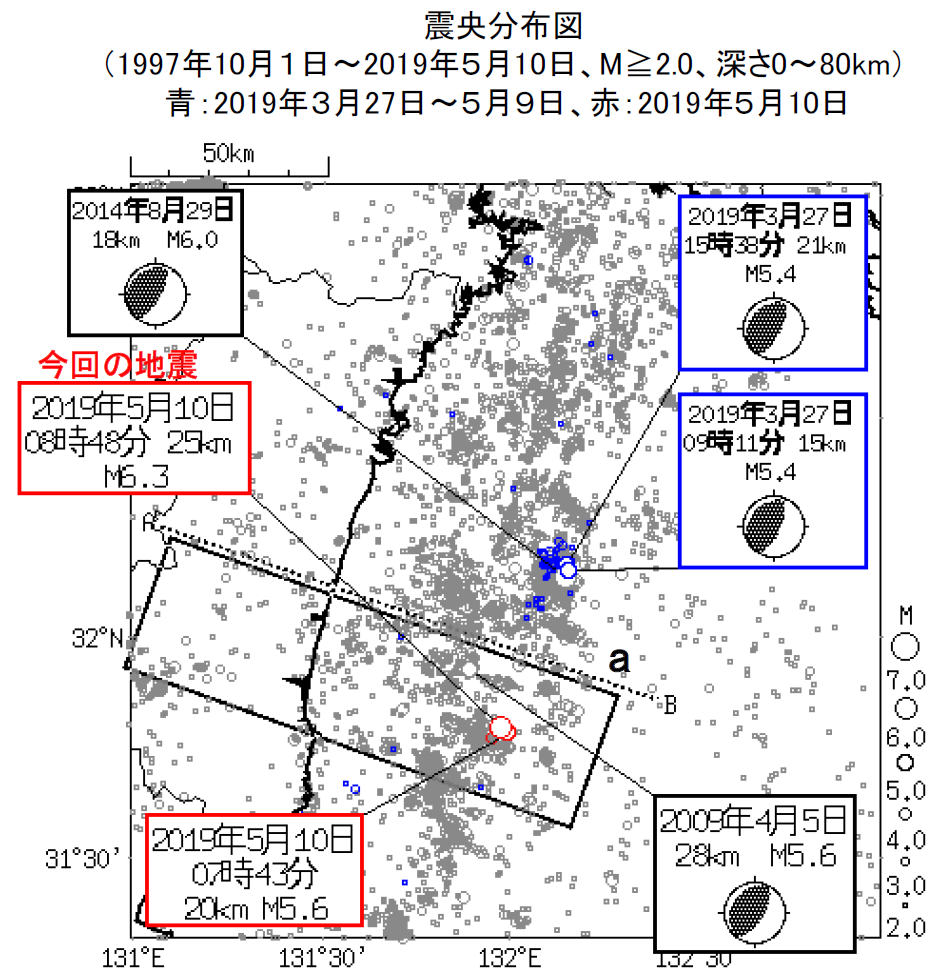 震央分布図
(1997年10月1日～2019年5月10日、M≧2.0、深さ0～80km)
青:2019年3月27日～5月9日、赤:2019年5月10日
50km
2014年8月29日
18km M6.0
2019年3月27日
15時38分 21km
M5.4
今回の地震
2019年5月10日
08時48分 25km
M6.3
2019年3月27日
09時11分 15km
M5.4
A
32°N
a
B
M
7.0
6.0
5.0
4.0
3.0
2.0
2019年5月10日
07時43分
20km M5.6
2009年4月5日
28km M5.6
31°30'
131°E
131°30'
132°E
132°30'